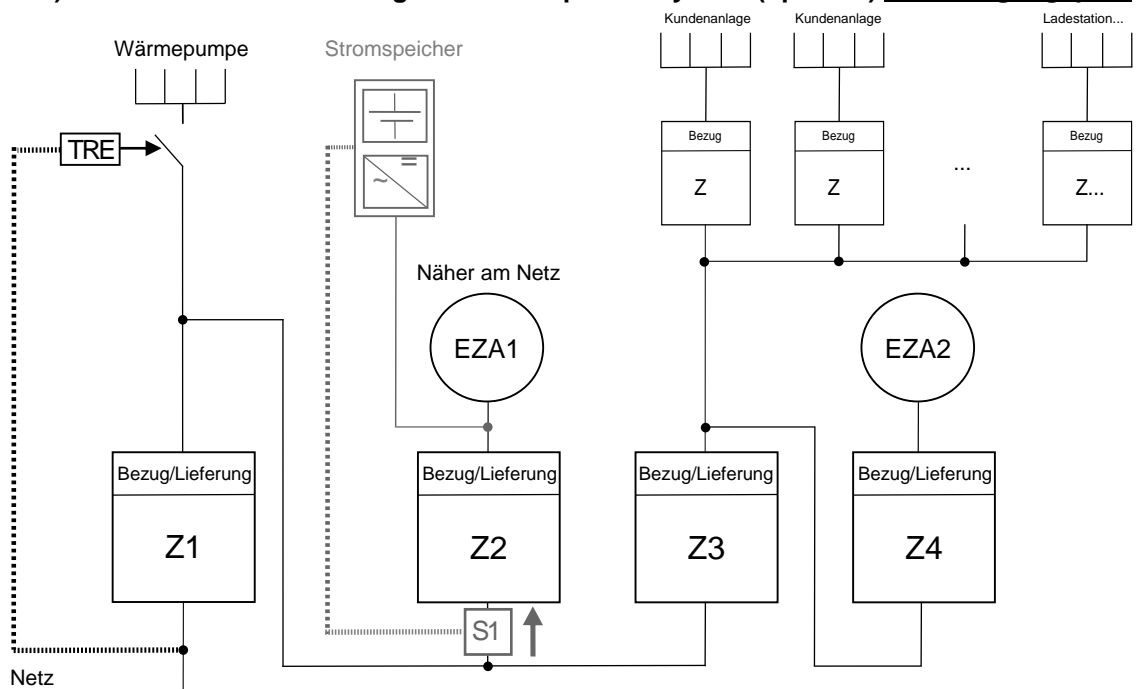 Kundenanlage
Kundenanlage
Ladestation...
Wärmepumpe
Stromspeicher
TRE
Bezug
Bezug
Bezug
Z
Z
...
Z...
Näher am Netz
EZA1
EZA2
Bezug/Lieferung
Bezug/Lieferung
Bezug/Lieferung
Bezug/Lieferung
Z1
Z2
Z3
Z4
S1
Netz